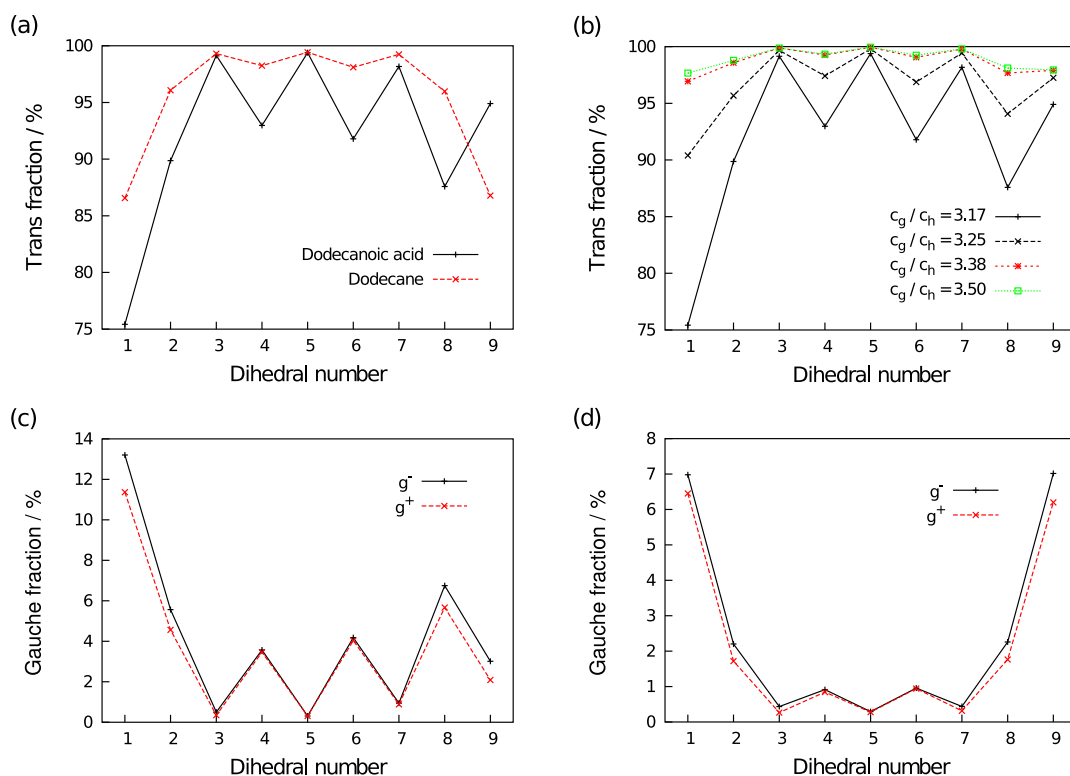 (a)
Trans fraction / %
100
95
90
85
80
75
Dodecanoic acid
Dodecane
1 2 3 4 5 6 7 8 9
Dihedral number
(b)
Trans fraction / %
100
95
90
85
80
75
c_g / c_h = 3.17
c_g / c_h = 3.25
c_g / c_h = 3.38
c_g / c_h = 3.50
1 2 3 4 5 6 7 8 9
Dihedral number
(c)
Gauche fraction / %
14
12
10
8
6
4
2
0
g⁻
g⁺
1 2 3 4 5 6 7 8 9
Dihedral number
(d)
Gauche fraction / %
8
7
6
5
4
3
2
1
0
g⁻
g⁺
1 2 3 4 5 6 7 8 9
Dihedral number